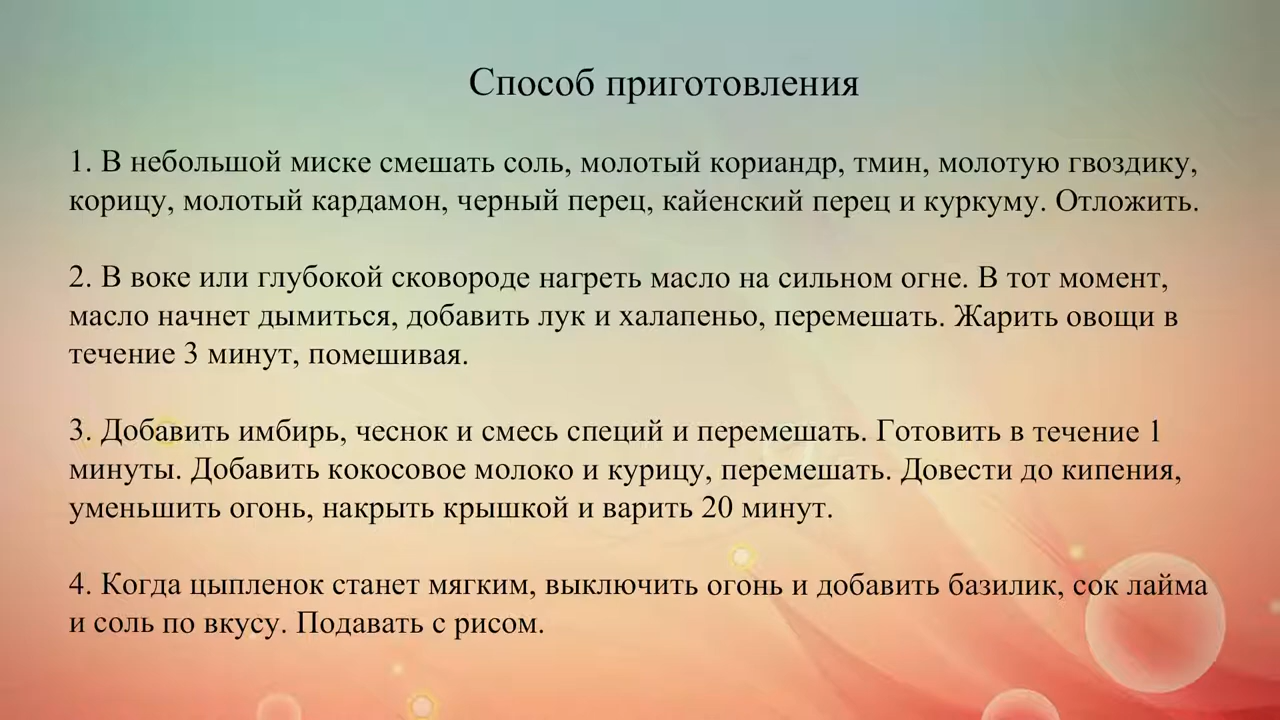 Способ приготовления
1. В небольшой миске смешать соль, молотый кориандр, тмин, молотую гвоздику,
корицу, молотый кардамон, черный перец, кайенский перец и куркуму. Отложить.
2. В воке или глубокой сковороде нагреть масло на сильном огне. В тот момент,
масло начнет дымиться, добавить лук и халапеньо, перемешать. Жарить овощи в
течение 3 минут, помешивая.
3. Добавить имбирь, чеснок и смесь специй и перемешать. Готовить в течение 1
минуты. Добавить кокосовое молоко и курицу, перемешать. Довести до кипения,
уменьшить огонь, накрыть крышкой и варить 20 минут.
4. Когда цыпленок станет мягким, выключить огонь и добавить базилик, сок лайма
и соль по вкусу. Подавать с рисом.